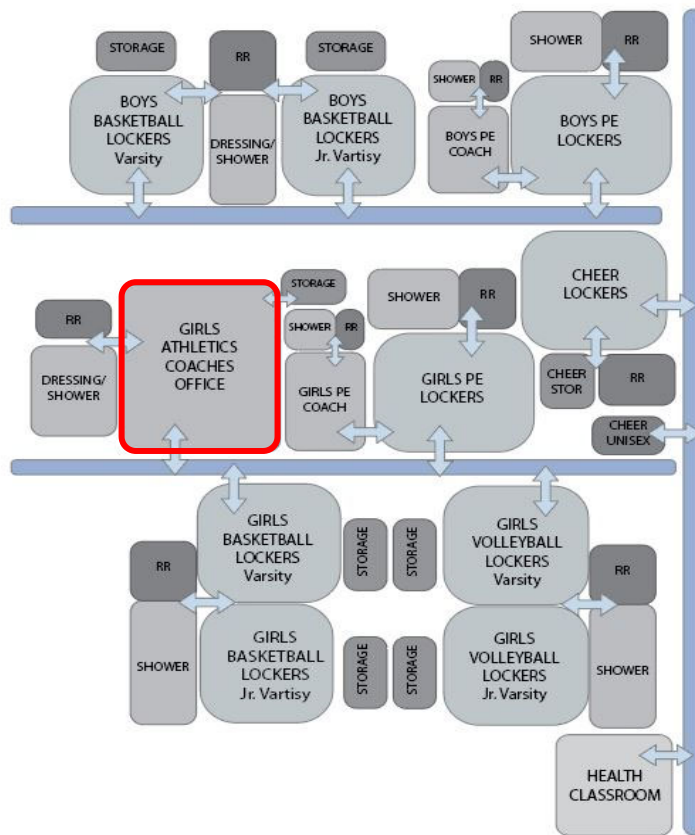 STORAGE
RR
STORAGE
BOYS
BASKETBALL
LOCKERS
Varsity
DRESSING/
SHOWER
BOYS
BASKETBALL
LOCKERS
Jr. Vartisy
SHOWER
RR
BOYS PE
COACH
SHOWER
RR
BOYS PE
LOCKERS
RR
DRESSING/
SHOWER
GIRLS
ATHLETICS
COACHES
OFFICE
STORAGE
SHOWER
RR
GIRLS PE
COACH
SHOWER
RR
GIRLS PE
LOCKERS
CHEER
LOCKERS
CHEER
STOR
RR
CHEER
UNISEX
RR
SHOWER
GIRLS
BASKETBALL
LOCKERS
Varsity
STORAGE
STORAGE
GIRLS
VOLLEYBALL
LOCKERS
Varsity
RR
SHOWER
GIRLS
BASKETBALL
LOCKERS
Jr. Vartisy
STORAGE
STORAGE
GIRLS
VOLLEYBALL
LOCKERS
Jr. Varsity
HEALTH
CLASSROOM